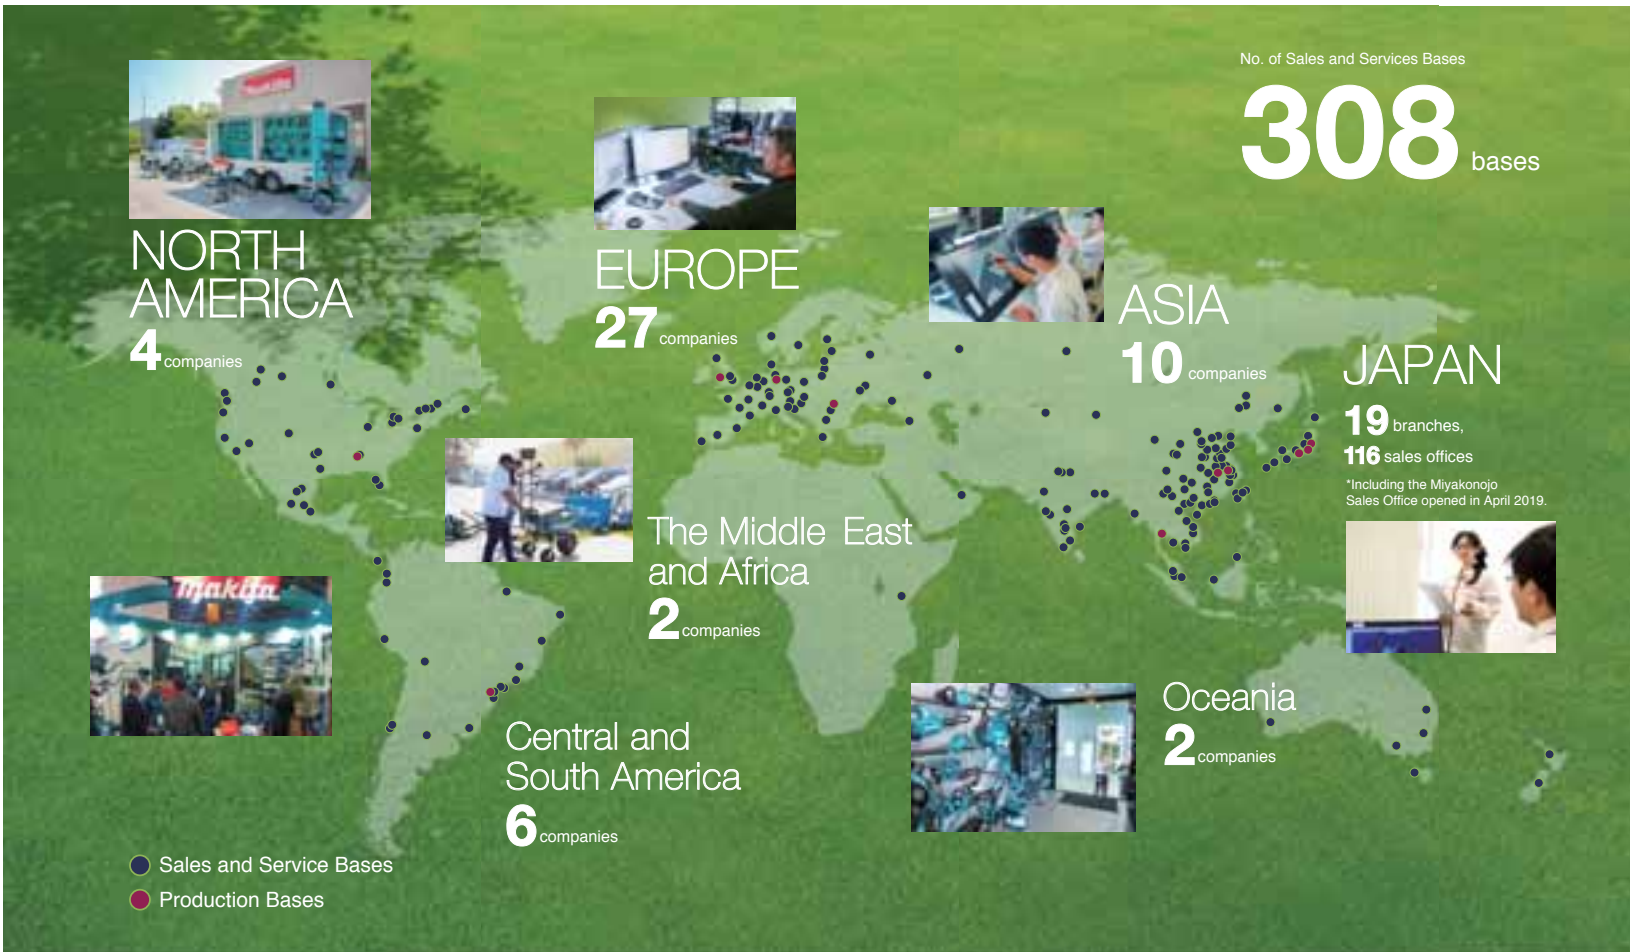 No. of Sales and Services Bases
308 bases
NORTH
AMERICA
4 companies
EUROPE
27 companies
ASIA
10 companies
JAPAN
19 branches,
116 sales offices
*Including the Miyakonojo
Sales Office opened in April 2019.
The Middle East
and Africa
2 companies
makita
Oceania
2 companies
Central and
South America
6 companies
Sales and Service Bases
Production Bases